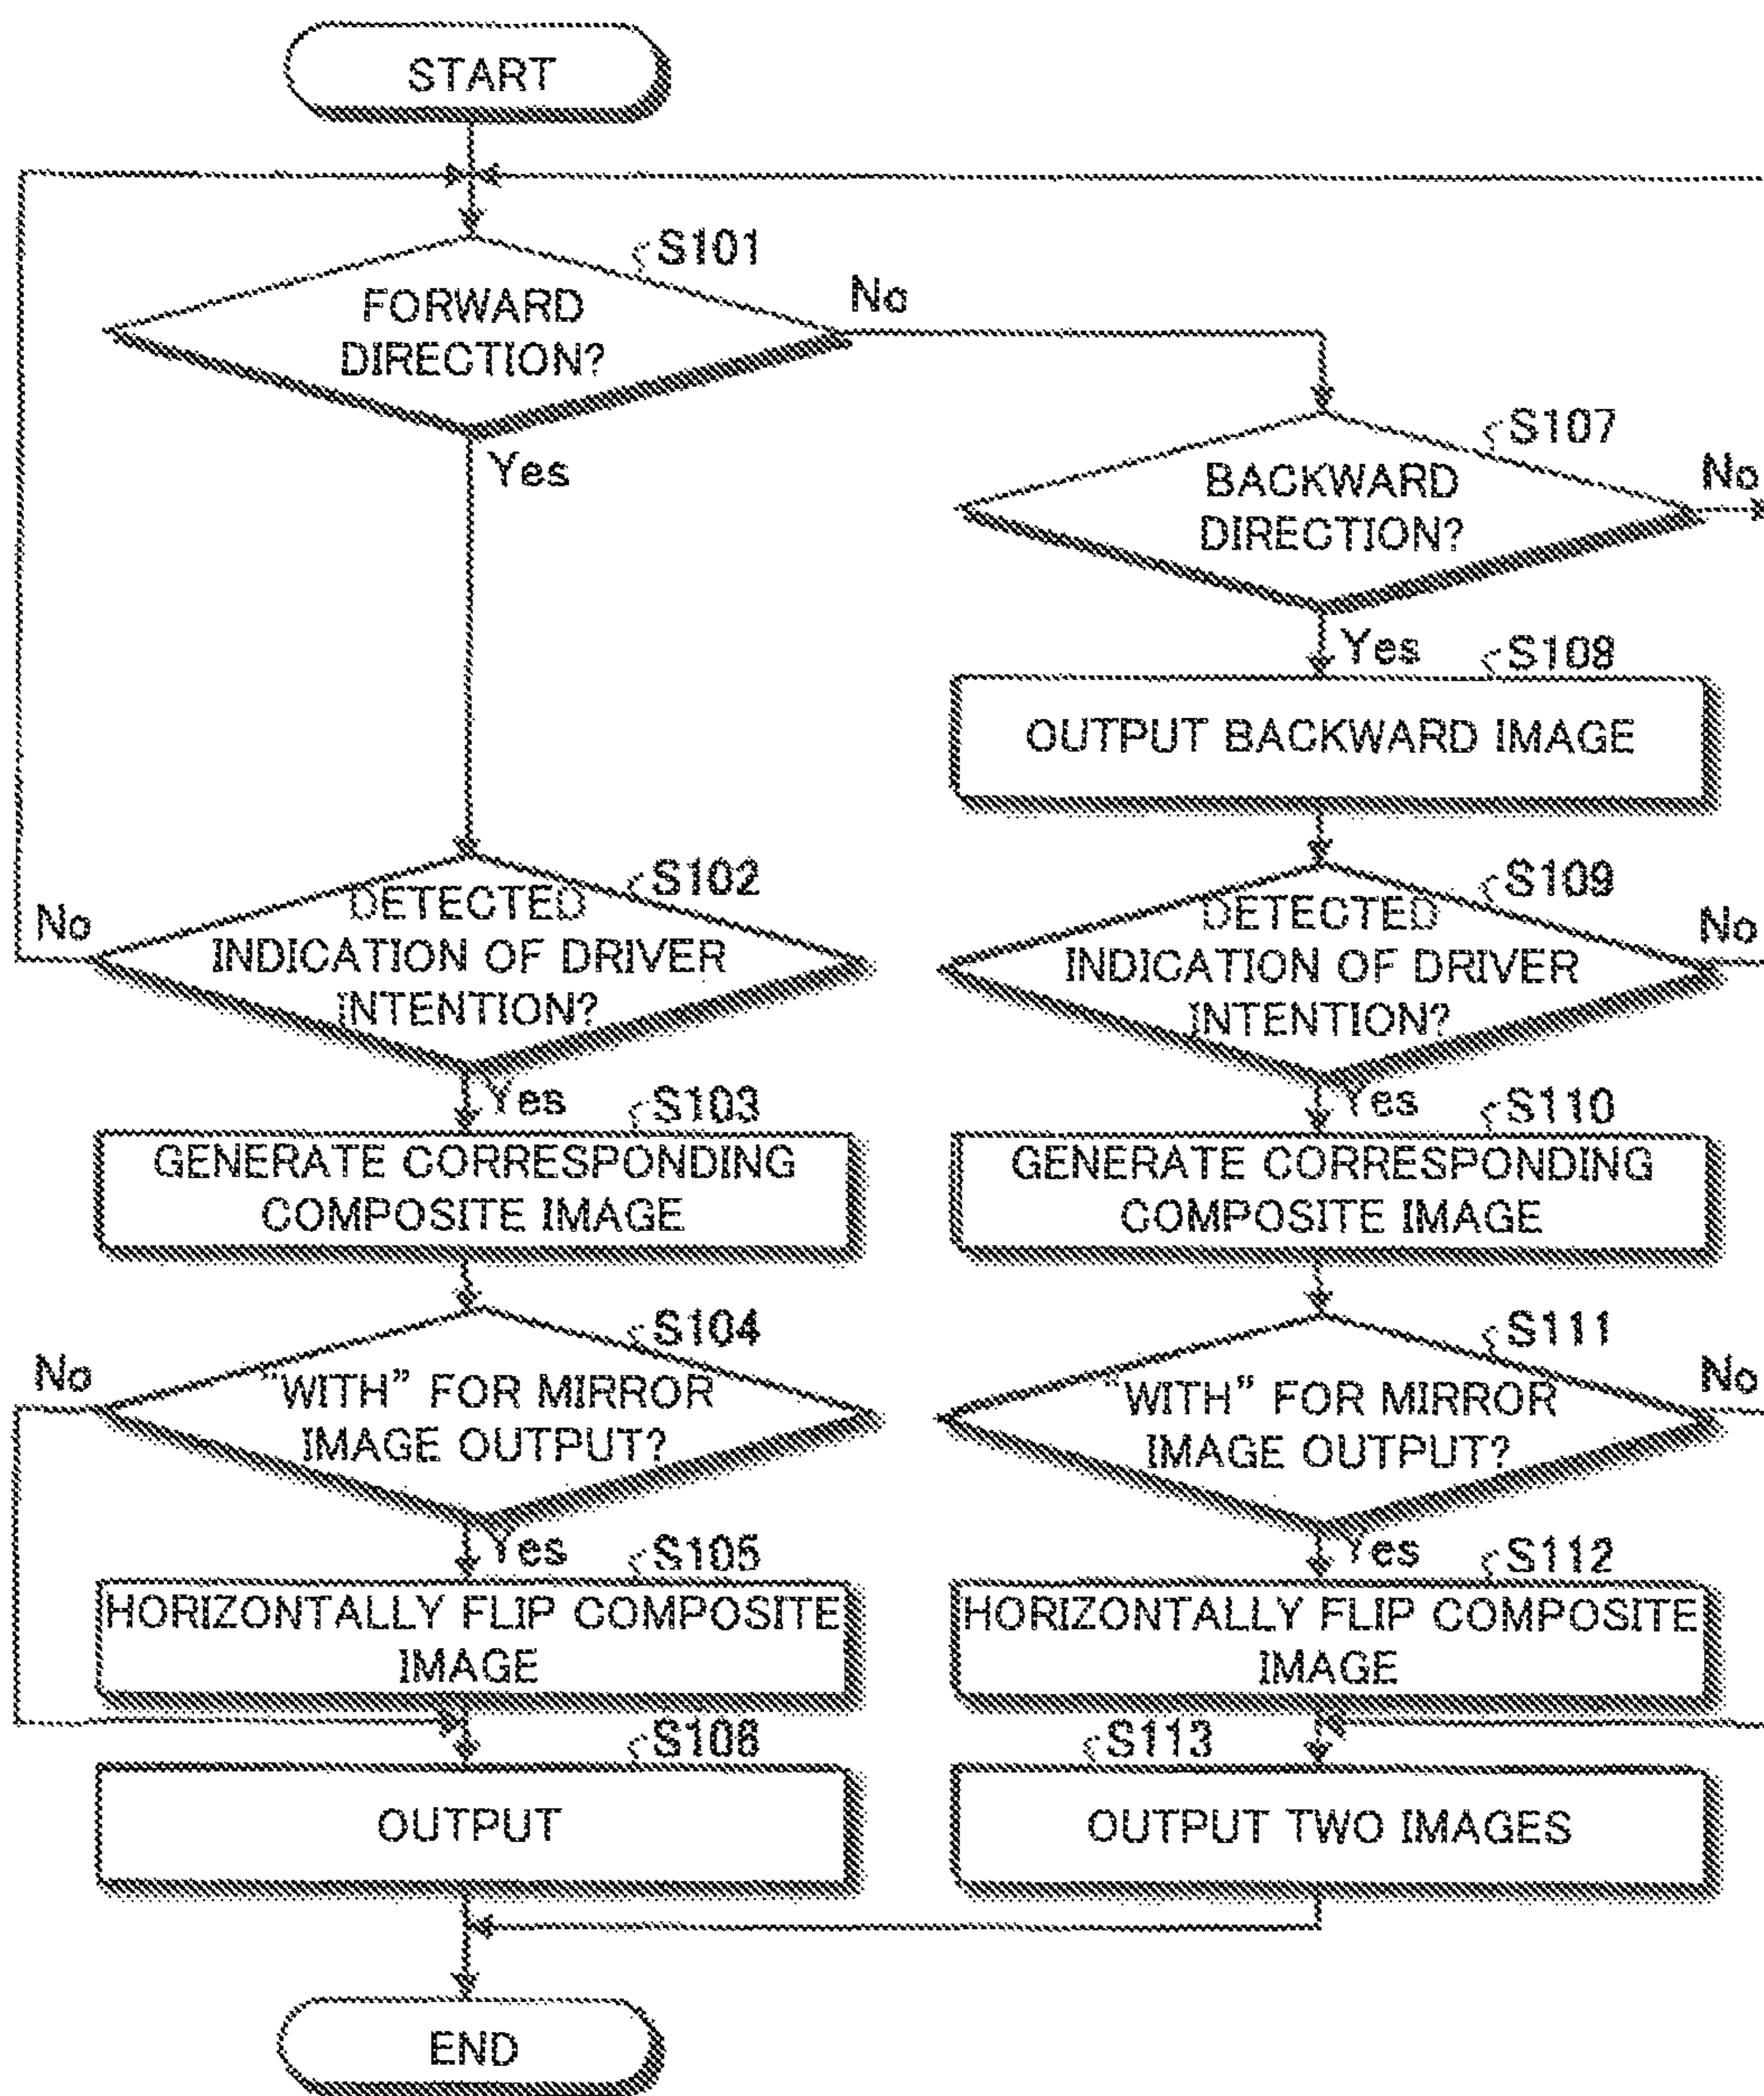 START
S101
FORWARD
DIRECTION?
No
Yes
S107
BACKWARD
DIRECTION?
No
Yes
S108
OUTPUT BACKWARD IMAGE
S102
DETECTED
INDICATION OF DRIVER
INTENTION?
No
Yes
S109
DETECTED
INDICATION OF DRIVER
INTENTION?
No
Yes
S103
GENERATE CORRESPONDING
COMPOSITE IMAGE
S110
GENERATE CORRESPONDING
COMPOSITE IMAGE
S104
No
"WITH" FOR MIRROR
IMAGE OUTPUT?
Yes
S111
No
"WITH" FOR MIRROR
IMAGE OUTPUT?
Yes
S105
HORIZONTALLY FLIP COMPOSITE
IMAGE
S112
HORIZONTALLY FLIP COMPOSITE
IMAGE
S106
OUTPUT
S113
OUTPUT TWO IMAGES
END